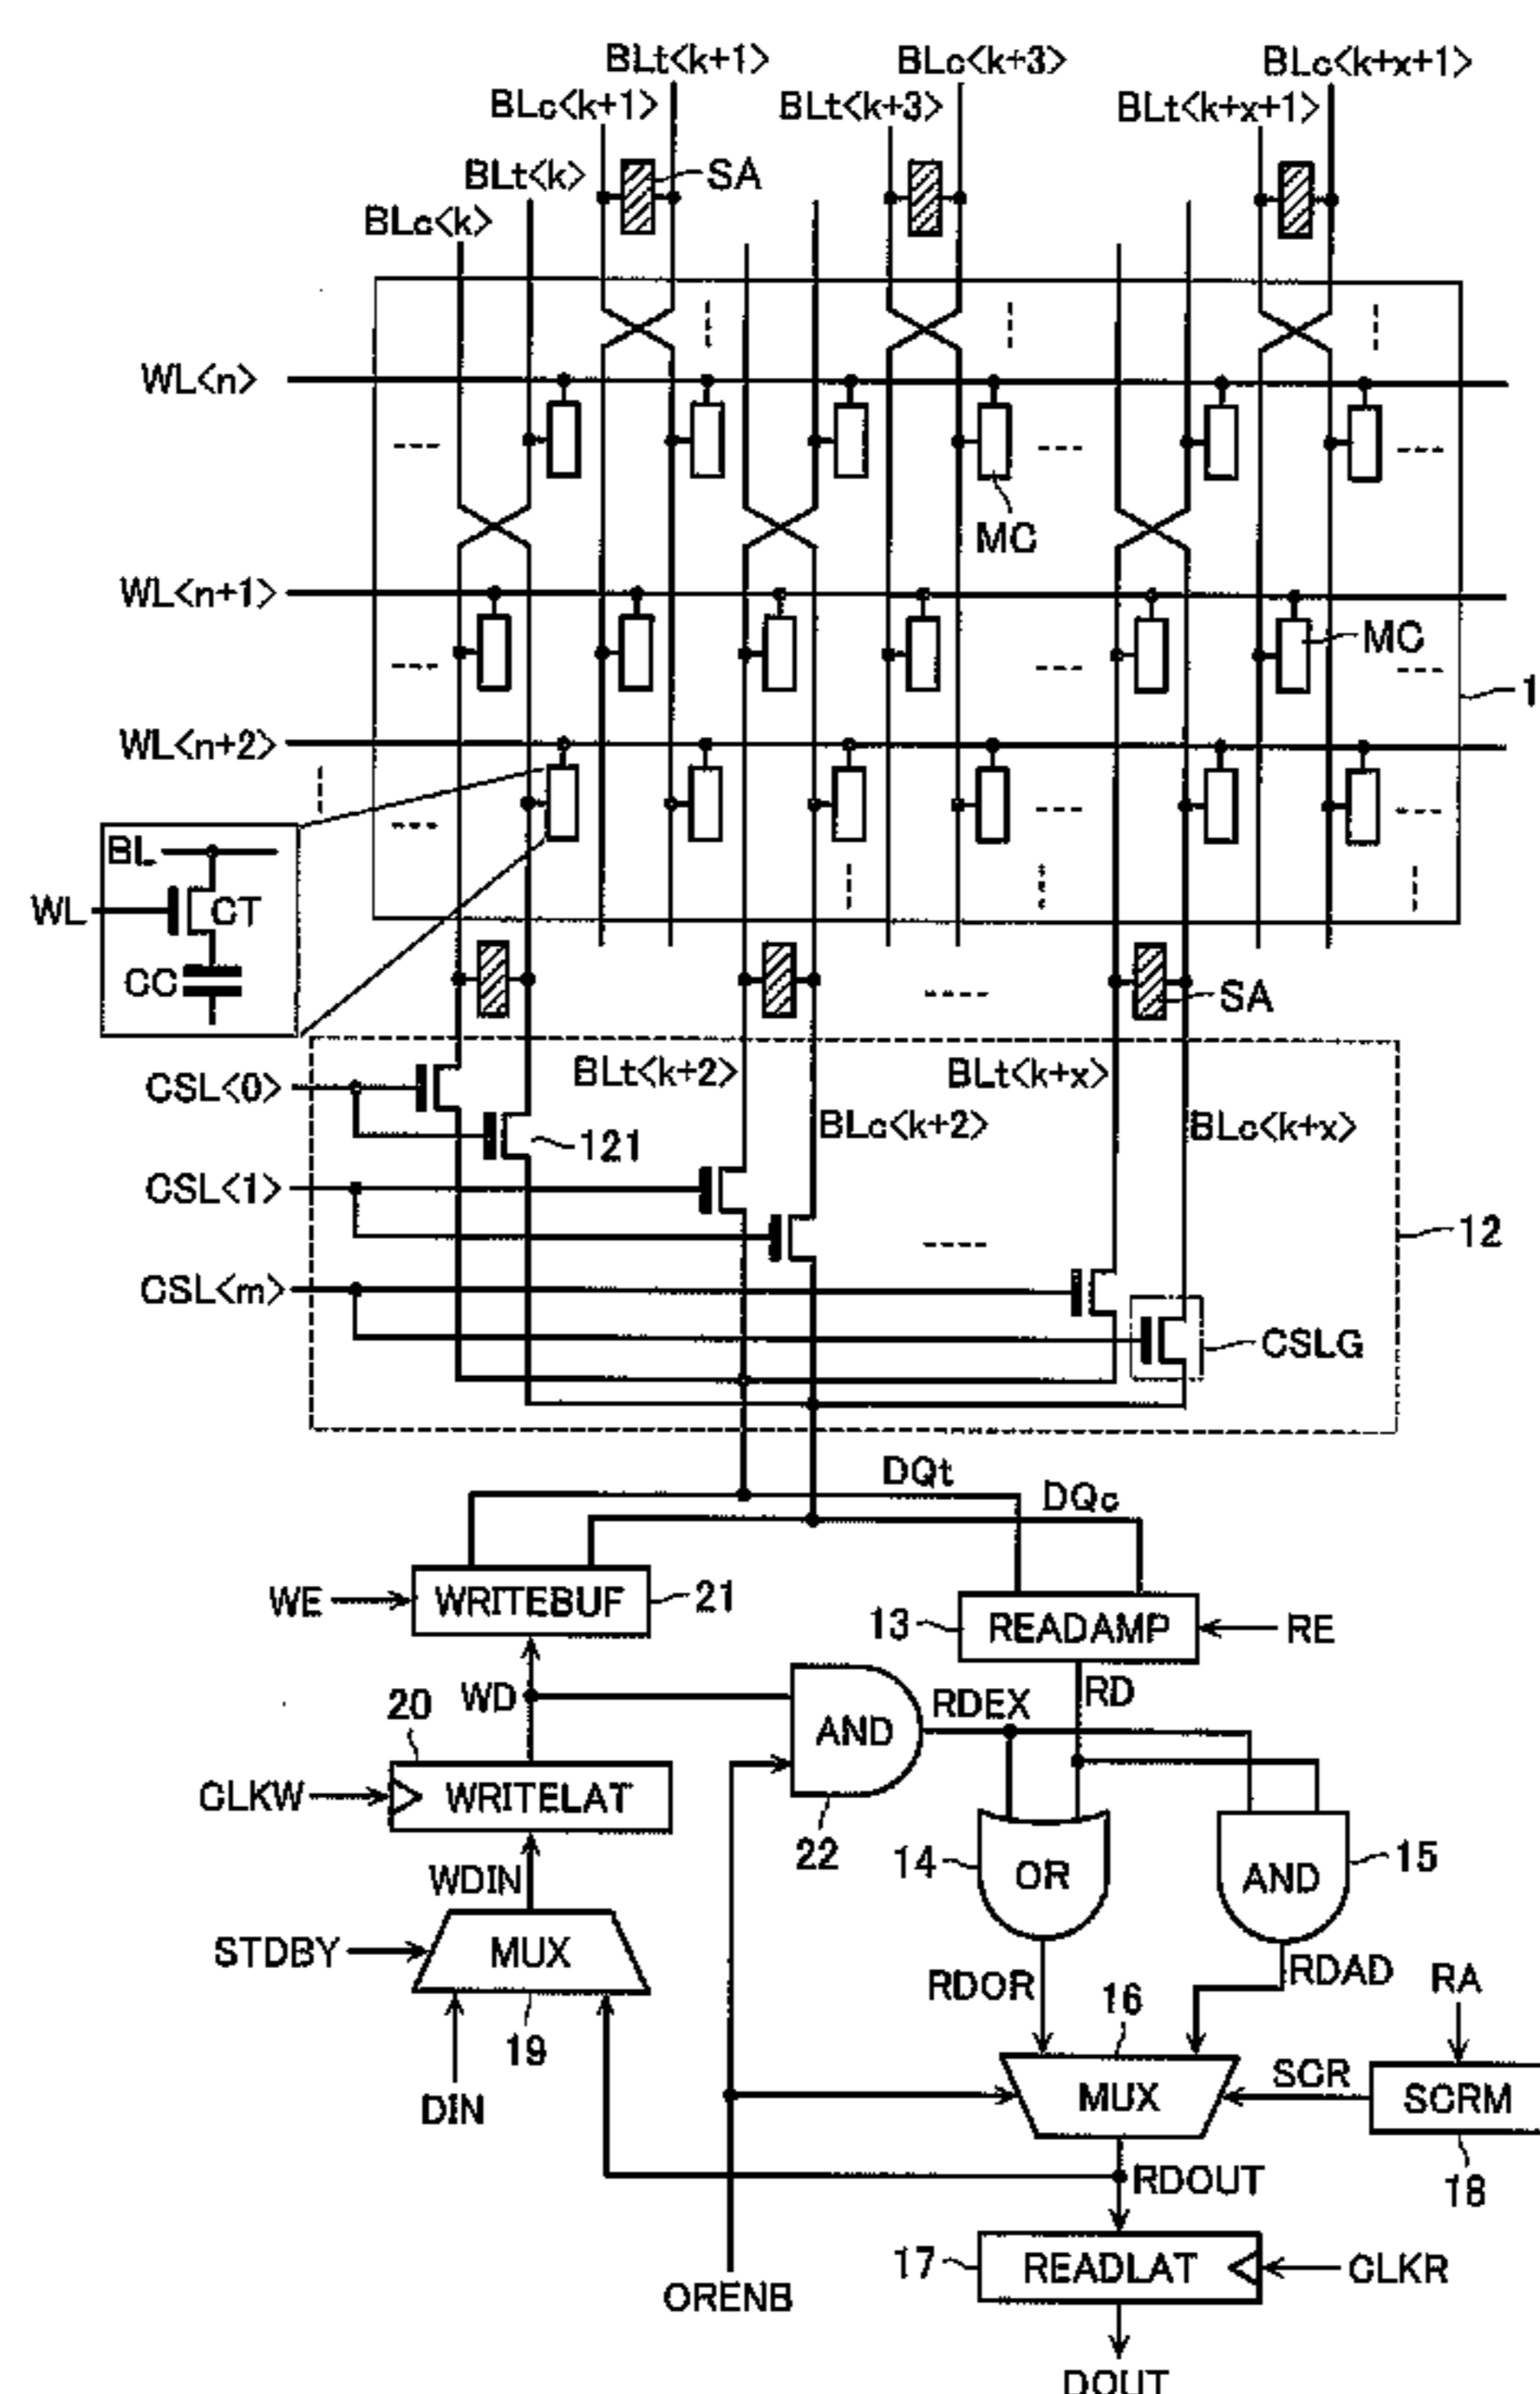 BLt<k+1>
BLc<k+3>
BLc<k+x+1>
BLc<k+1>
BLt<k+3>
BLt<k+x+1>
BLt<k>
SA
BLc<k>
WL<n>
MC
WL<n+1>
MC
1
WL<n+2>
BL
WL
CT
CC
SA
CSL<0>
BLt<k+2>
BLt<k+x>
BLc<k+2>
BLc<k+x>
121
CSL<1>
12
CSL<m>
CSLG
DQt
DQc
WE
WRITEBUF
21
13
READAMP
RE
20
WD
RDEX
RD
AND
CLKW
WRITELAT
22
14
OR
AND
15
WDIN
STDBY
MUX
RDOR
RDAD
RA
16
19
DIN
MUX
SCR
SCRM
RDOUT
18
17
READLAT
CLKR
ORENB
DOUT